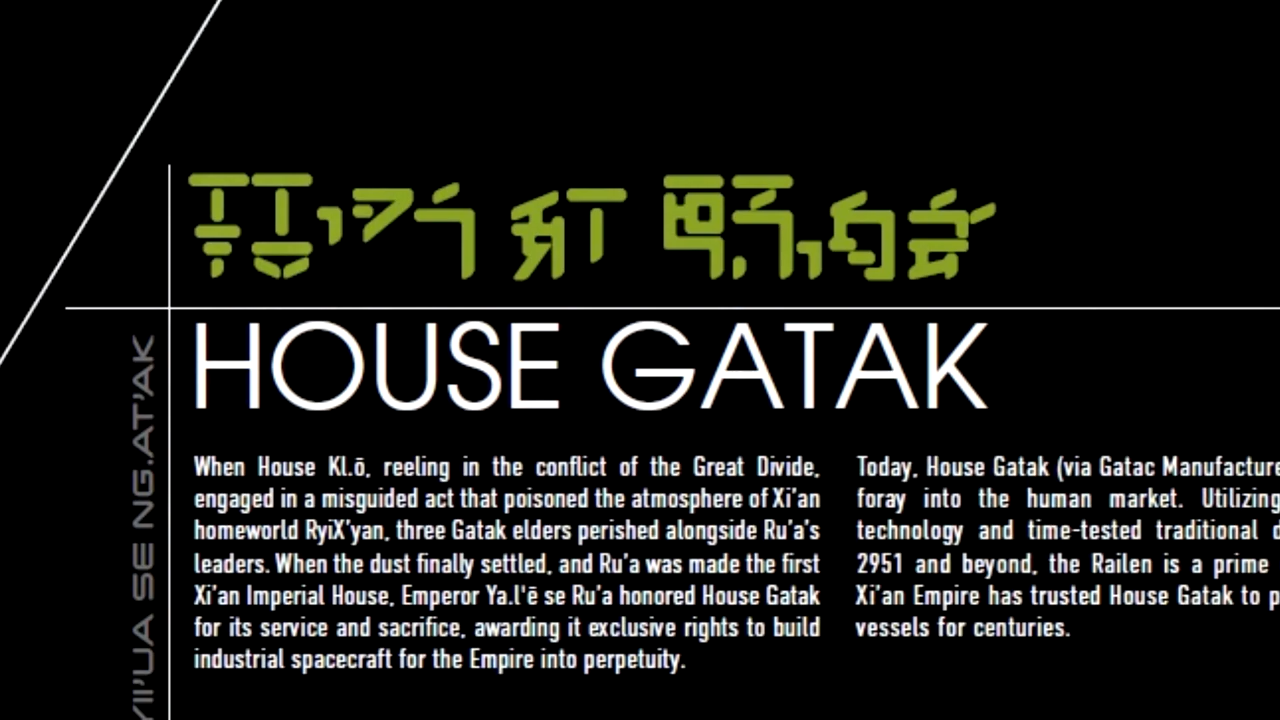 HOUSE GATAK
When House Kl.ō, reeling in the conflict of the Great Divide,
engaged in a misguided act that poisoned the atmosphere of Xi'an
homeworld RyiX'yan, three Gatak elders perished alongside Ru'a's
leaders. When the dust finally settled, and Ru'a was made the first
Xi'an Imperial House, Emperor Ya.l'ē se Ru'a honored House Gatak
for its service and sacrifice, awarding it exclusive rights to build
industrial spacecraft for the Empire into perpetuity.
Today, House Gatak (via Gatac Manufacture
foray into the human market. Utilizing
technology and time-tested traditional
2951 and beyond, the Railen is a prime
Xi'an Empire has trusted House Gatak to
vessels for centuries.
YII'UA SE NG.AT'AK